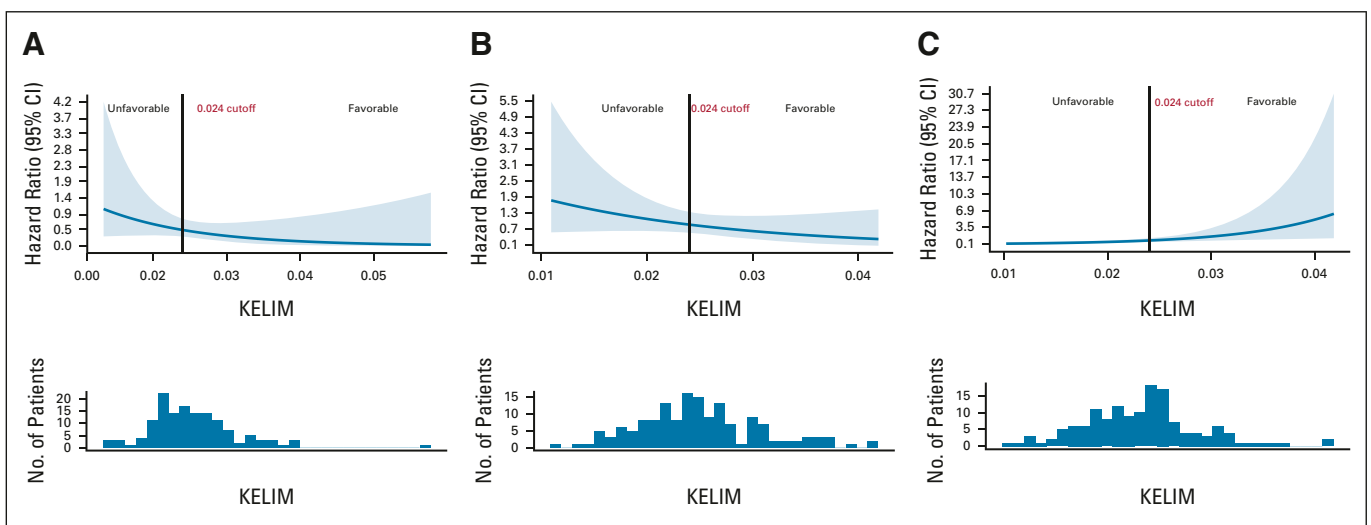 A
Hazard Ratio (95% CI)
4.2
3.7
3.3
2.8
2.3
1.9
1.4
0.9
0.5
0.0
Unfavorable 0.024 cutoff Favorable
0.00 0.02 0.03 0.04 0.05
KELIM
No. of Patients
20
15
10
5
0
KELIM
B
Hazard Ratio (95% CI)
5.5
4.9
4.3
3.7
3.1
2.5
1.9
1.3
0.7
0.1
Unfavorable 0.024 cutoff Favorable
0.01 0.02 0.03 0.04
KELIM
No. of Patients
15
10
5
0
KELIM
C
Hazard Ratio (95% CI)
30.7
27.3
23.9
20.5
17.1
13.7
10.3
6.9
3.5
0.1
Unfavorable 0.024 cutoff Favorable
0.01 0.02 0.03 0.04
KELIM
No. of Patients
15
10
5
0
KELIM